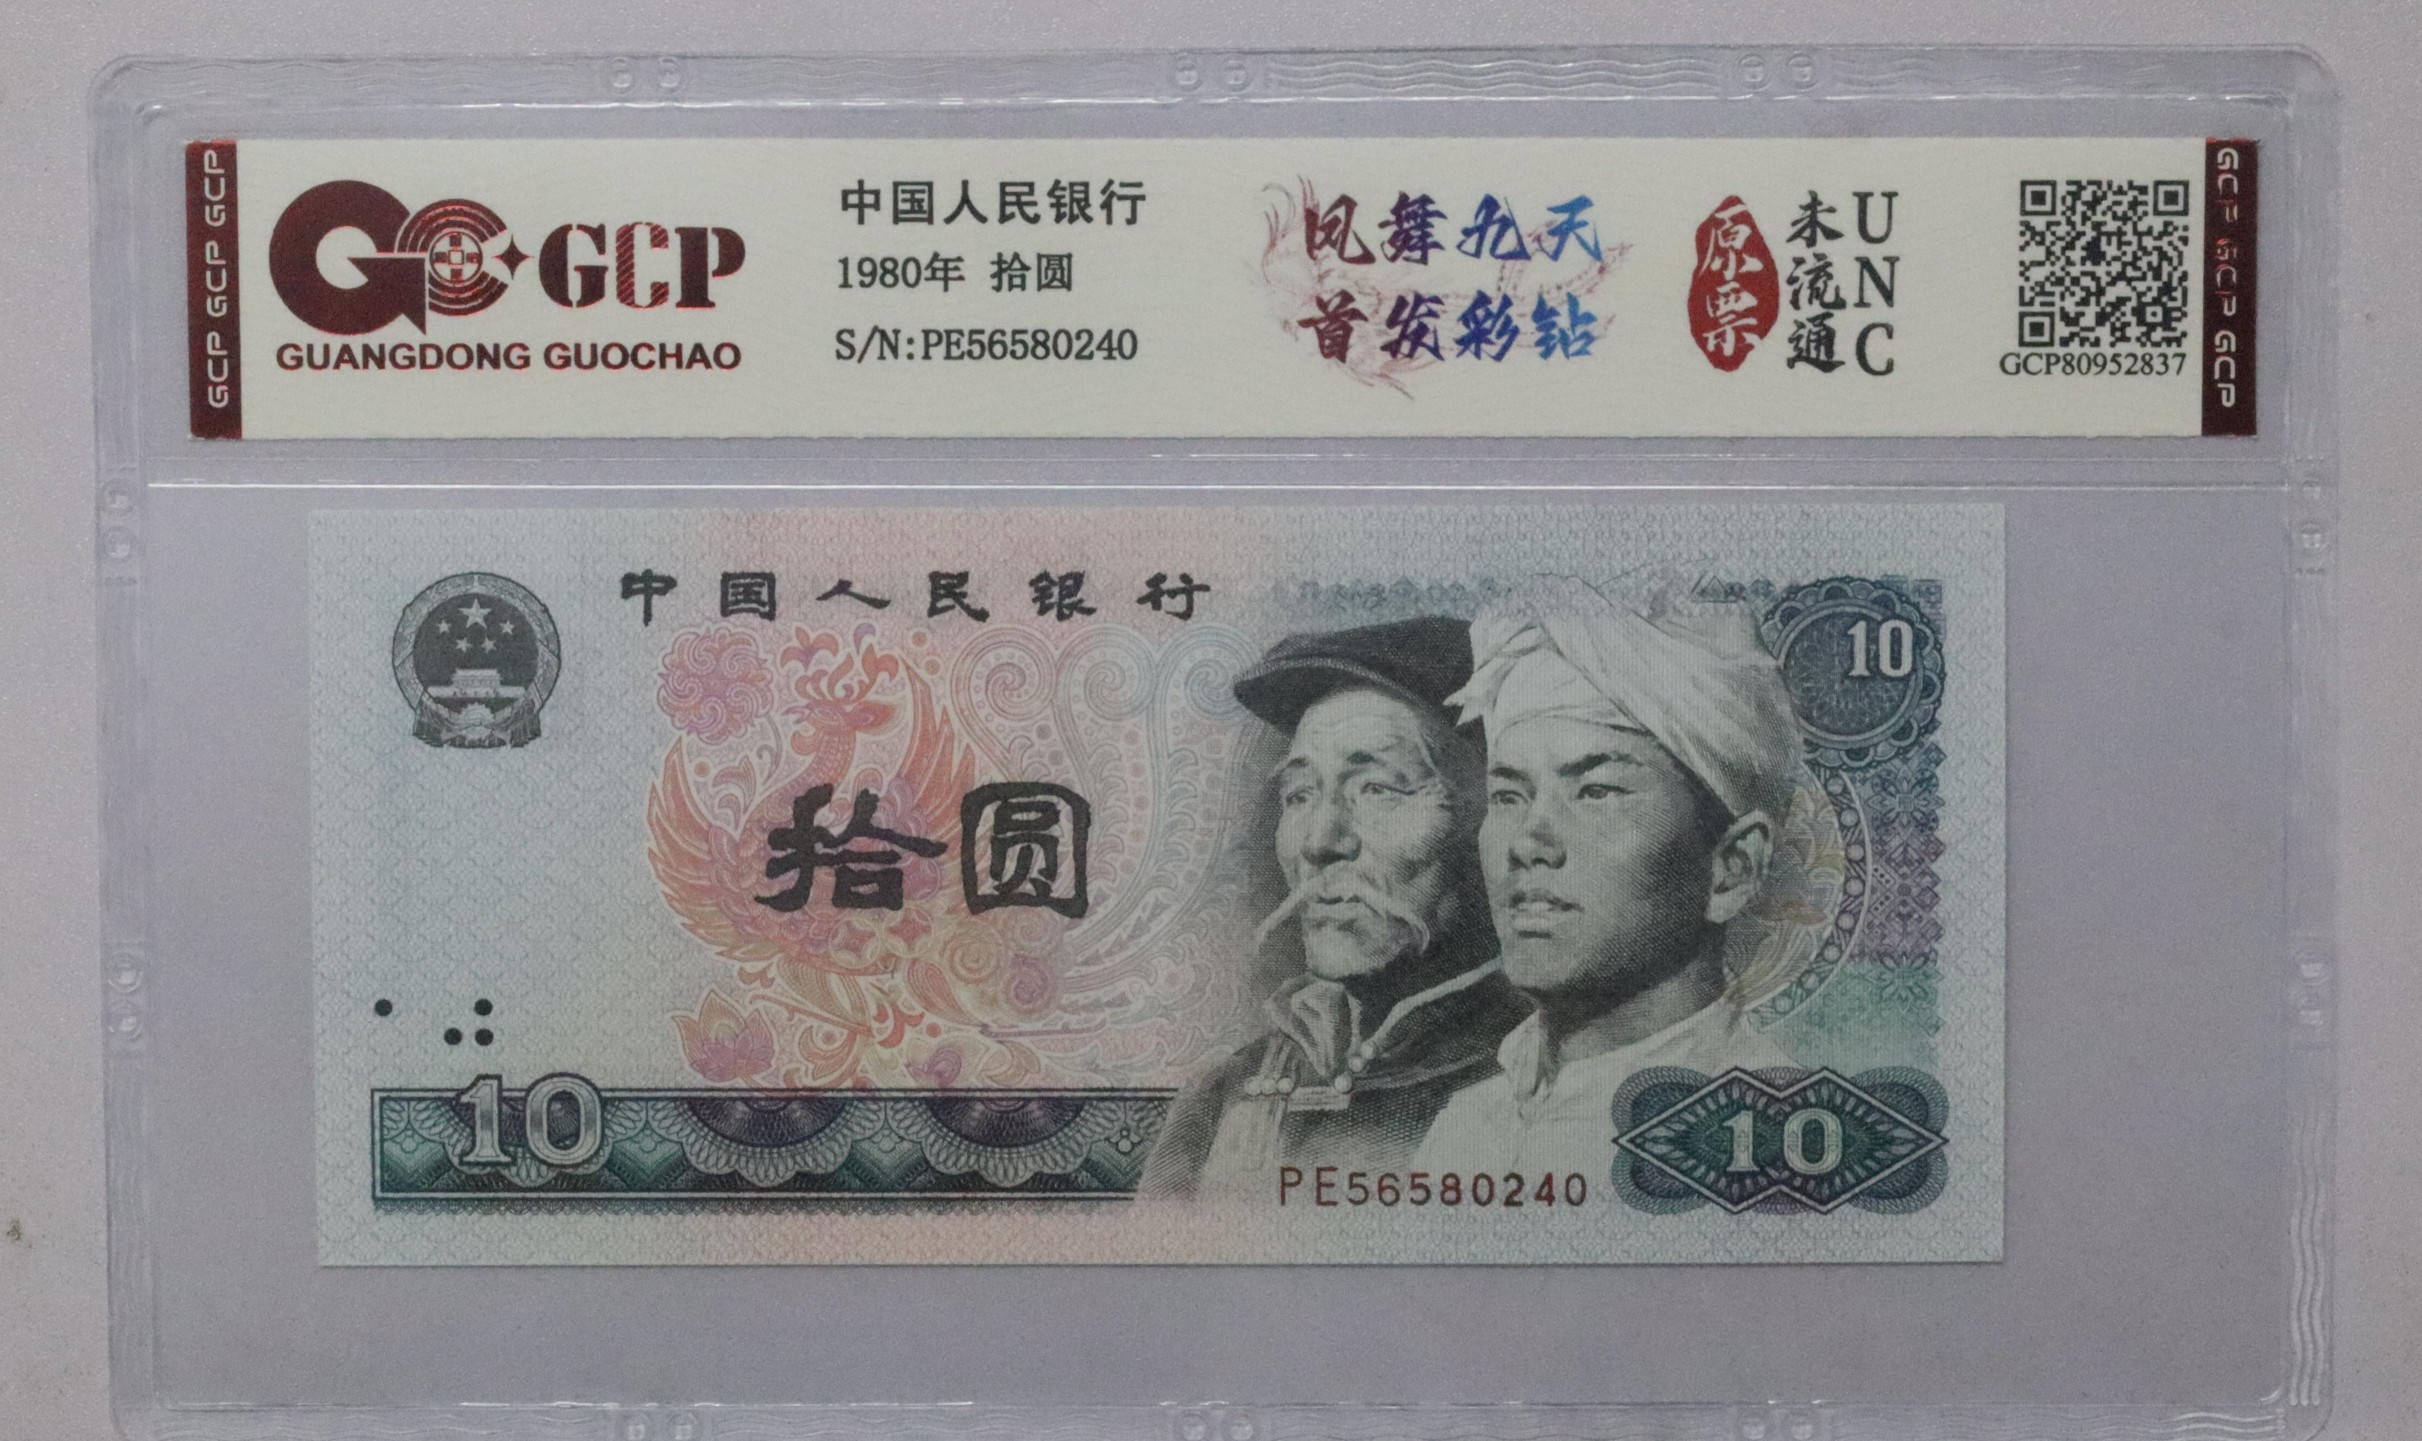 GCP GCP GCP
GCP
GUANGDONG GUOCHAO
中国人民银行
1980年 拾圆
S/N:PE56580240
凤舞九天
首发彩钻
原票
未流通
UNC
GCP80952837
GCP GCP GCP
中国人民银行
10
拾圆
10
10
PE56580240